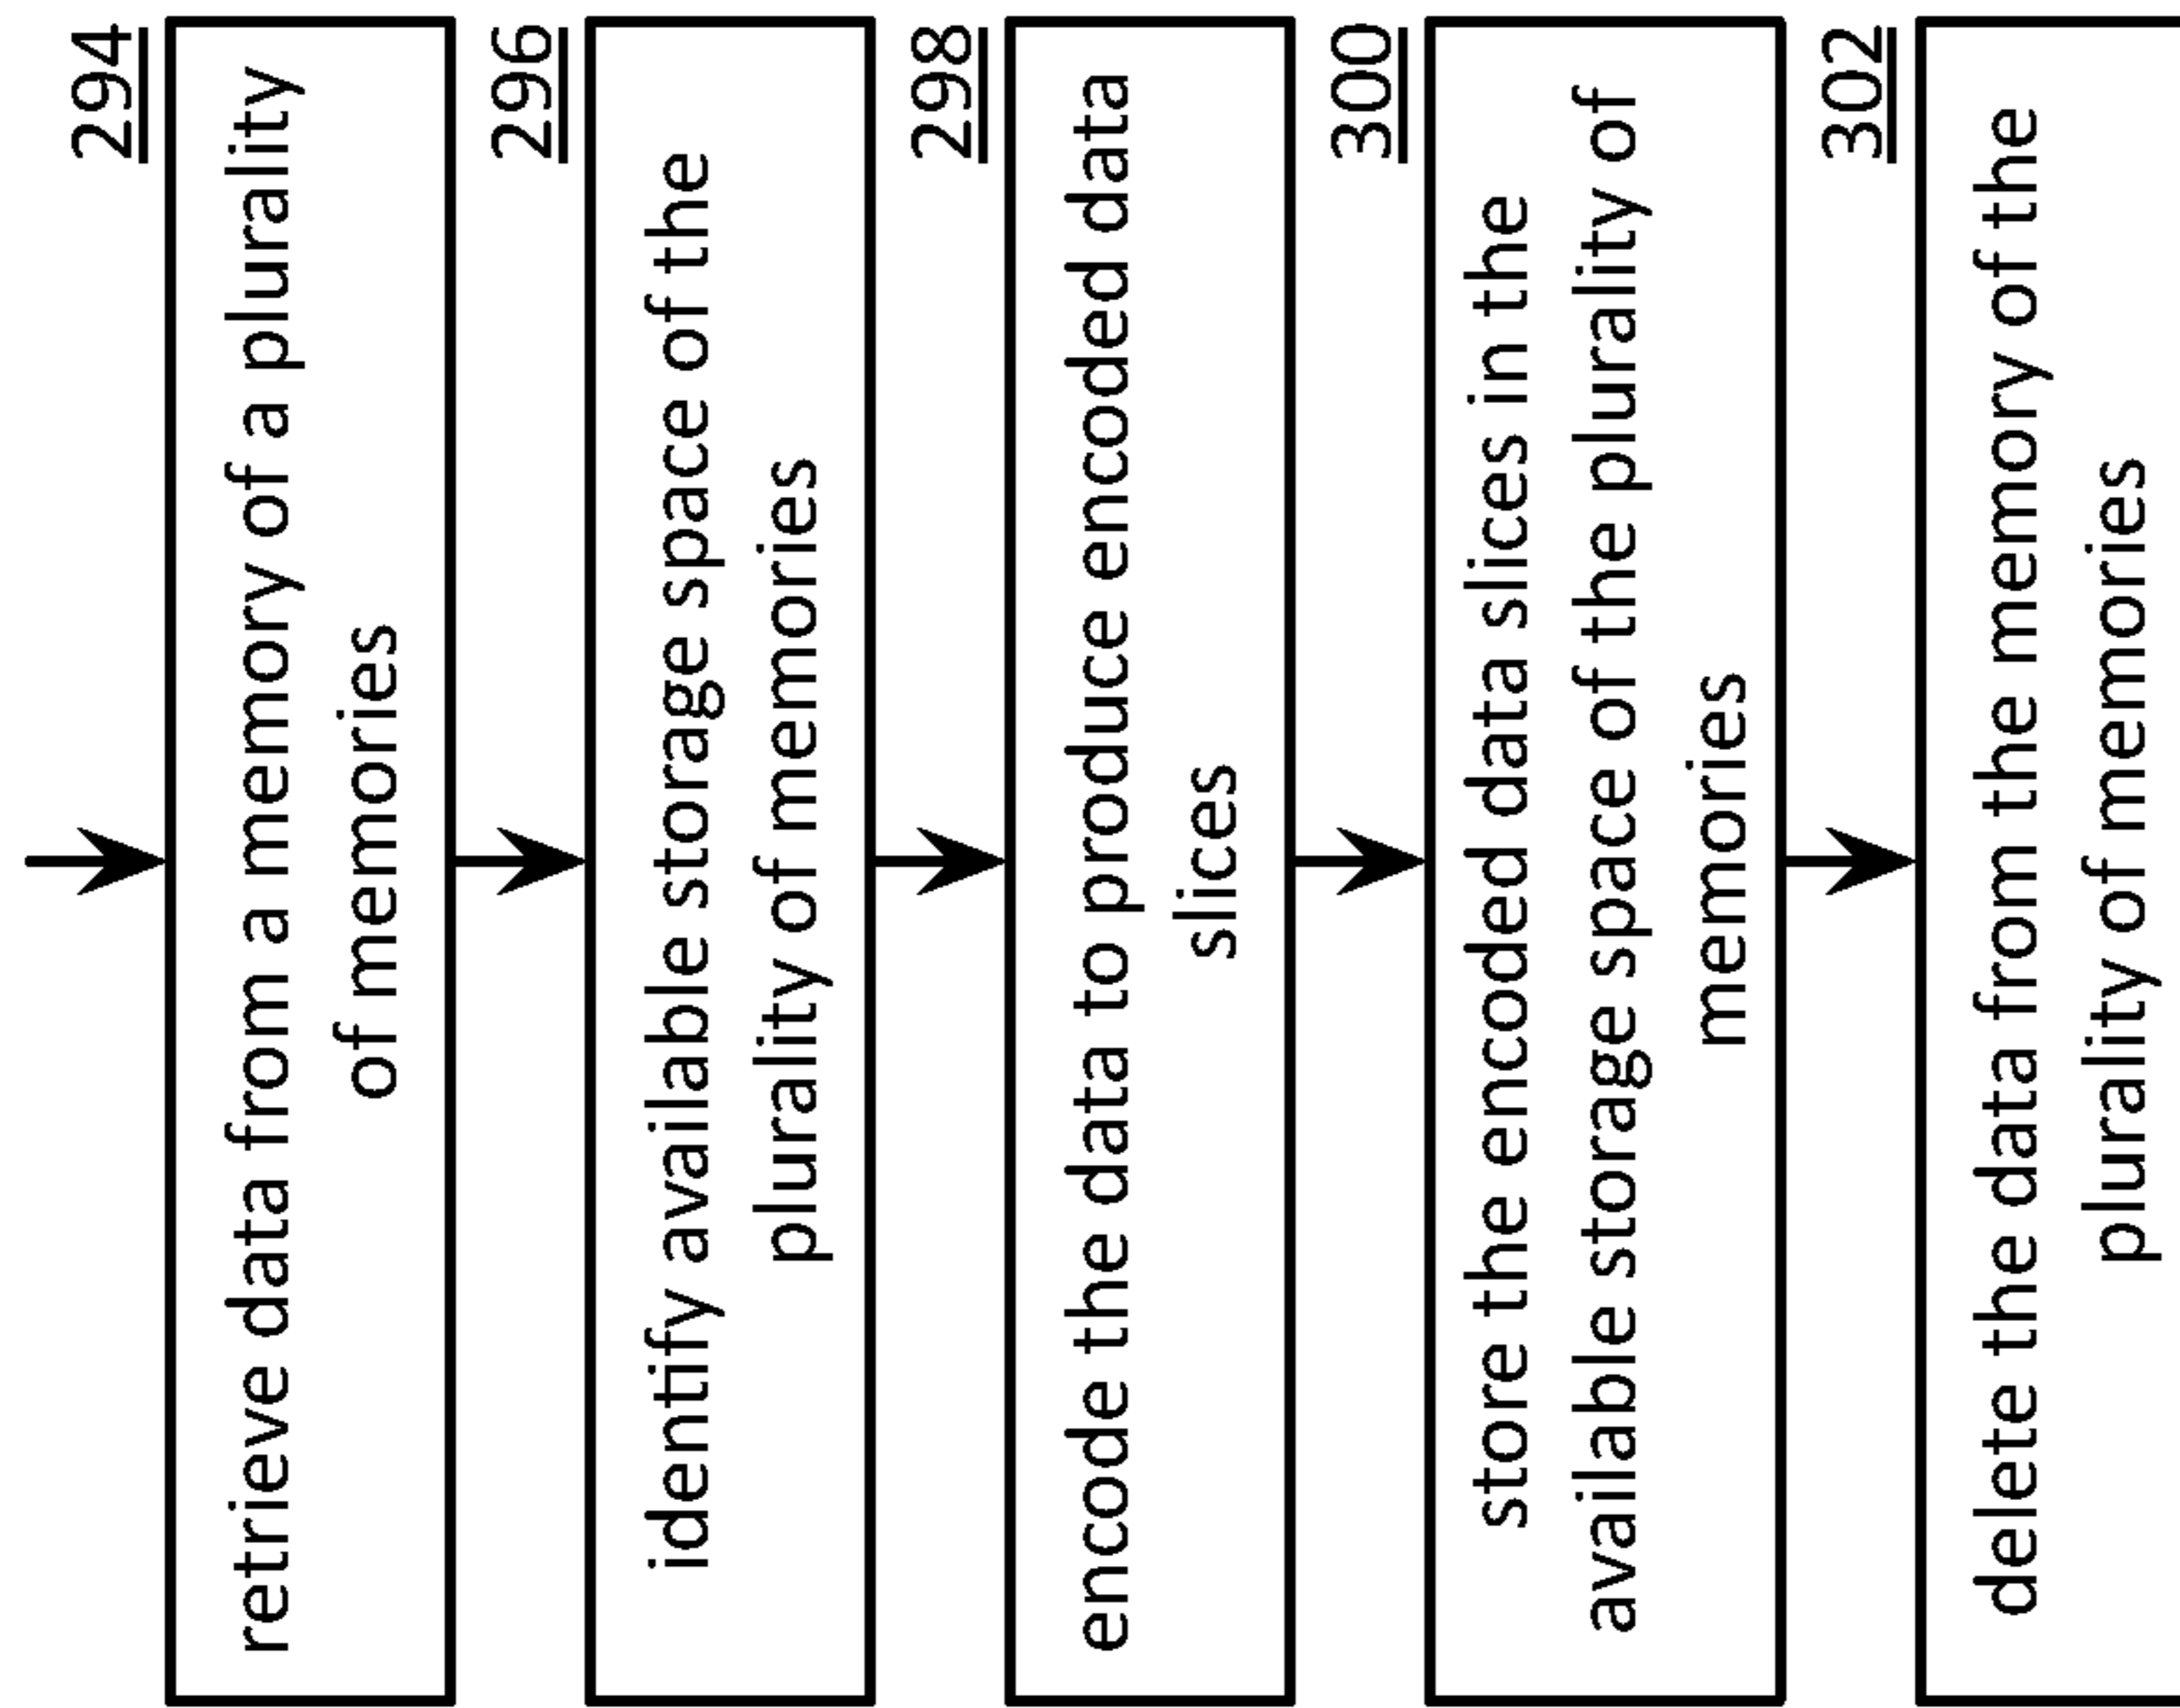 294
retrieve data from a memory of a plurality
of memories
296
identify available storage space of the
plurality of memories
298
encode the data to produce encoded data
slices
300
store the encoded data slices in the
available storage space of the plurality of
memories
302
delete the data from the memory of the
plurality of memories